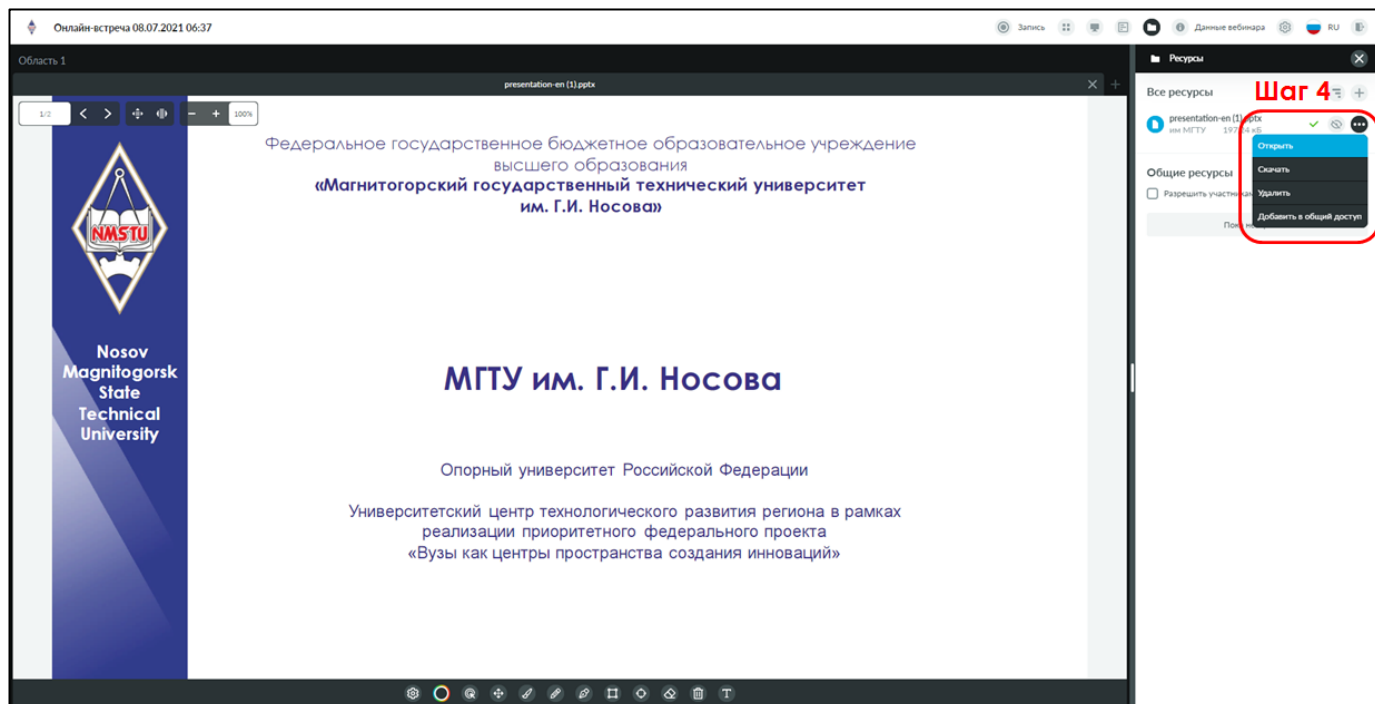 Онлайн-встреча 08.07.2021 06:37
Запись
Данные вебинара
RU
Область 1
Ресурсы
presentation-en (1).pptx
Все ресурсы
Шаг 4
1/2
100%
presentation-en (1).pptx
им МГТУ
Открыть
Скачать
Удалить
Добавить в общий доступ
Общие ресурсы
Разрешить
Федеральное государственное бюджетное образовательное учреждение
высшего образования
«Магнитогорский государственный технический университет
им. Г.И. Носова»
NMSTU
Nosov
Magnitogorsk
State
Technical
University
МГТУ им. Г.И. Носова
Опорный университет Российской Федерации
Университетский центр технологического развития региона в рамках
реализации приоритетного федерального проекта
«Вузы как центры пространства создания инноваций»